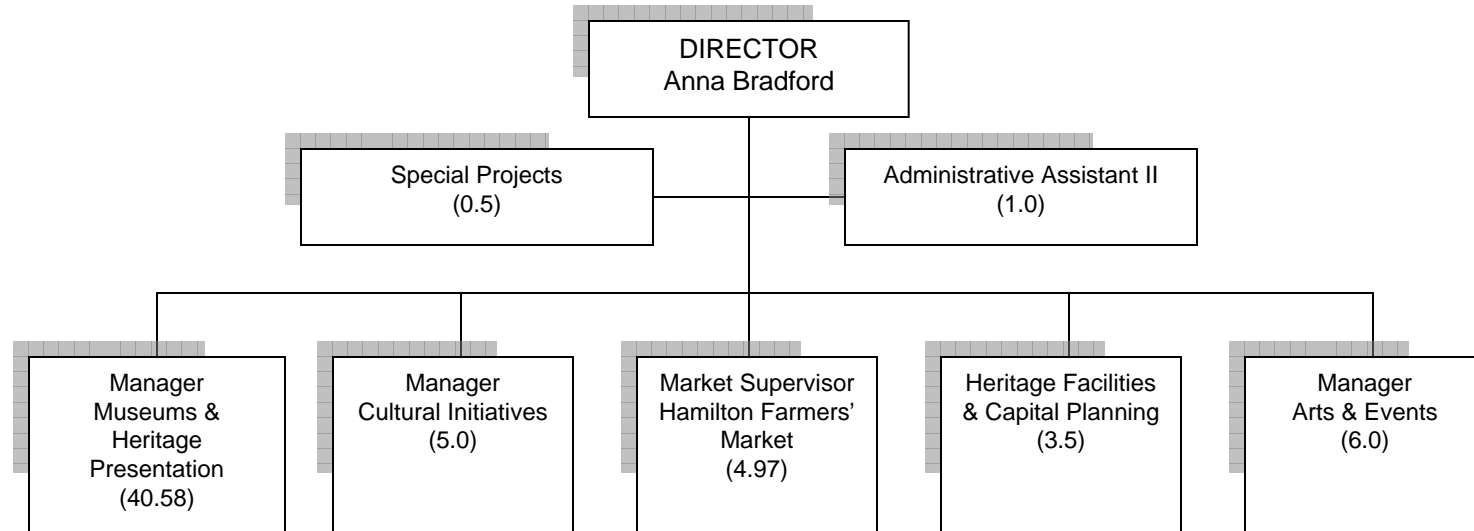 DIRECTOR
Anna Bradford
Special Projects
(0.5)
Administrative Assistant II
(1.0)
Manager
Museums &
Heritage
Presentation
(40.58)
Manager
Cultural Initiatives
(5.0)
Market Supervisor
Hamilton Farmers’
Market
(4.97)
Heritage Facilities
& Capital Planning
(3.5)
Manager
Arts & Events
(6.0)